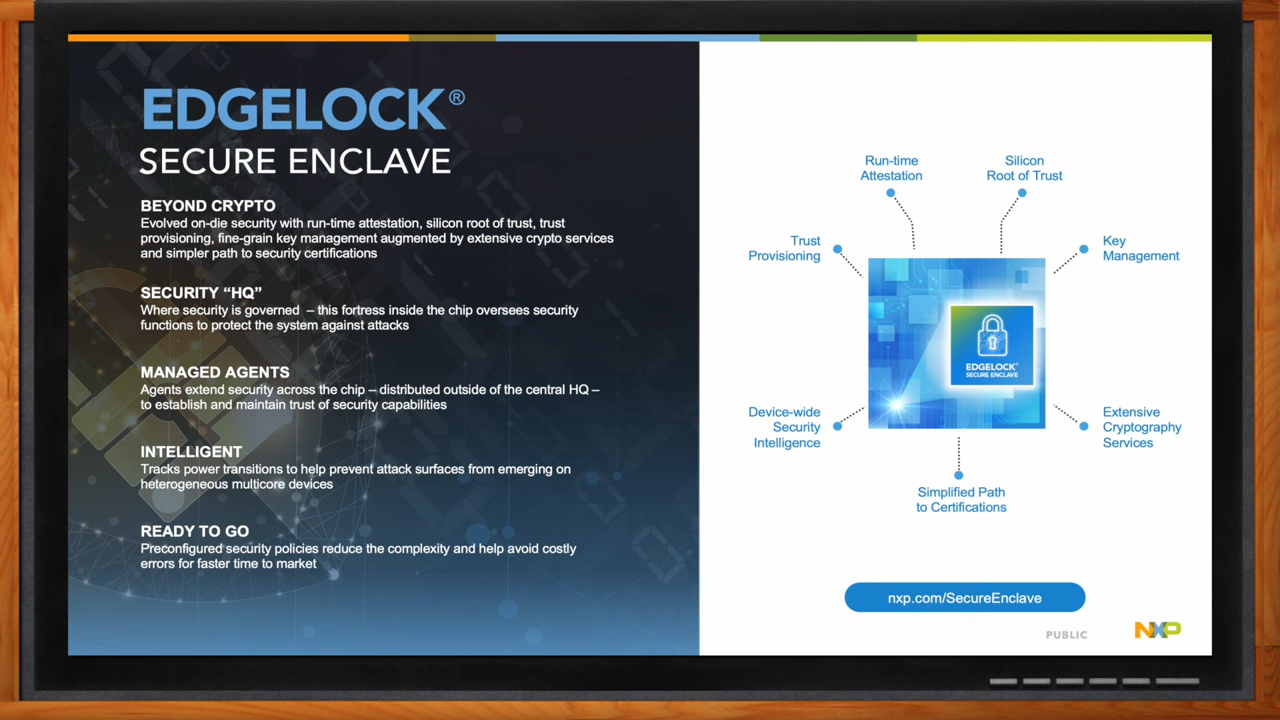 EDGELOCK®
SECURE ENCLAVE
BEYOND CRYPTO
Evolved on-die security with run-time attestation, silicon root of trust, trust
provisioning, fine-grain key management augmented by extensive crypto services
and simpler path to security certifications
SECURITY “HQ”
Where security is governed – this fortress inside the chip oversees security
functions to protect the system against attacks
MANAGED AGENTS
Agents extend security across the chip – distributed outside of the central HQ –
to establish and maintain trust of security capabilities
INTELLIGENT
Tracks power transitions to help prevent attack surfaces from emerging on
heterogeneous multicore devices
READY TO GO
Preconfigured security policies reduce the complexity and help avoid costly
errors for faster time to market
Run-time
Attestation
Silicon
Root of Trust
Trust
Provisioning
Key
Management
EDGELOCK®
SECURE ENCLAVE
Device-wide
Security
Intelligence
Extensive
Cryptography
Services
Simplified Path
to Certifications
nxp.com/SecureEnclave
PUBLIC
NXP